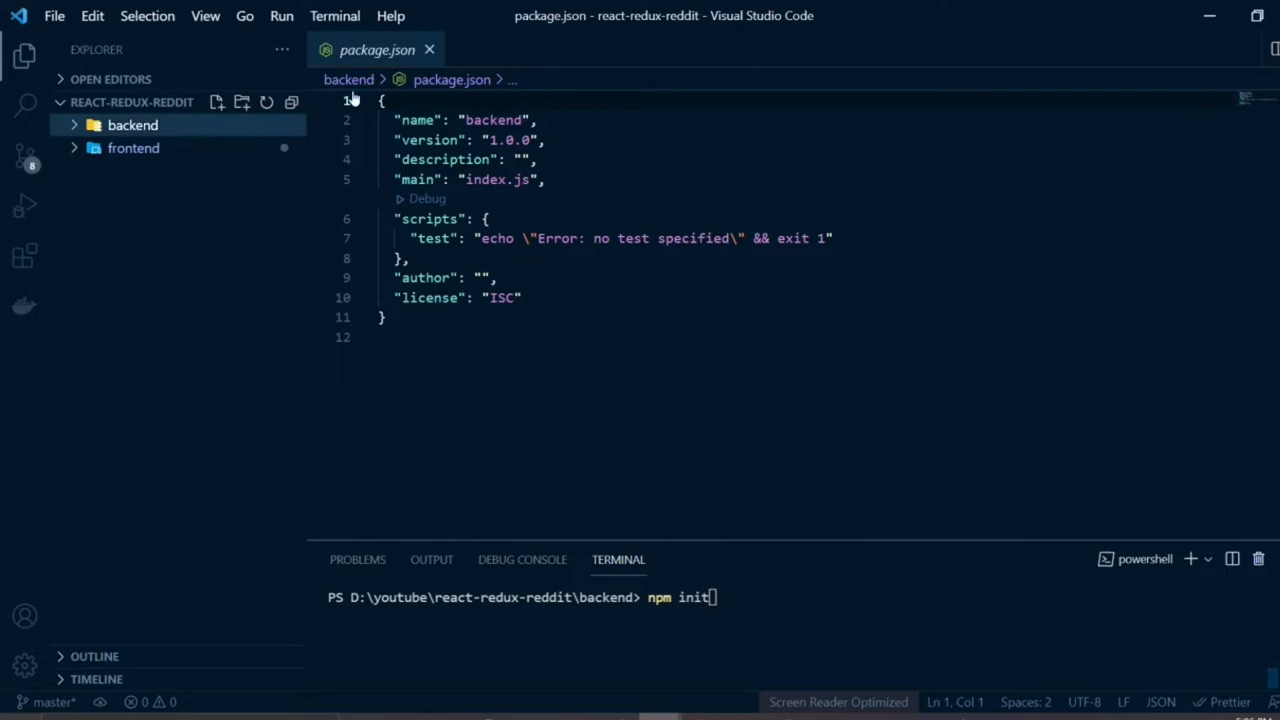 File Edit Selection View Go Run Terminal Help package.json - react-redux-reddit - Visual Studio Code
EXPLORER ···
package.json
OPEN EDITORS
backend > package.json > ...
REACT-REDUX-REDDIT
backend
frontend
8
1 {
2 "name": "backend",
3 "version": "1.0.0",
4 "description": "",
5 "main": "index.js",
Debug
6 "scripts": {
7 "test": "echo \"Error: no test specified\" && exit 1"
8 },
9 "author": "",
10 "license": "ISC"
11 }
12
PROBLEMS OUTPUT DEBUG CONSOLE TERMINAL powershell
PS D:\youtube\react-redux-reddit\backend> npm init
OUTLINE
TIMELINE
master* 0 0 Screen Reader Optimized Ln 1, Col 1 Spaces: 2 UTF-8 LF JSON Prettier